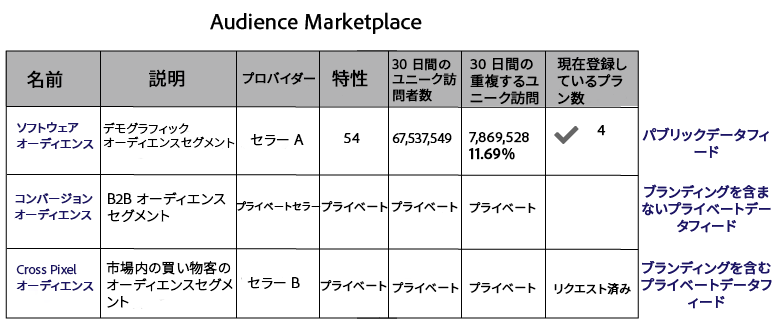 Audience Marketplace
名前
説明
プロバイダー
特性
30 日間の
ユニーク訪
問者数
30 日間の
重複するユ
ニーク訪問
現在登録し
ているプラ
ン数
ソフトウェア
オーディエンス
デモグラフィック
オーディエンスセグメント
セラー A
54
67,537,549
7,869,528
11.69%
4
パブリックデータフィ
ード
コンバージョン
オーディエンス
B2B オーディエンス
セグメント
プライベートセラー
プライベート
プライベート
プライベート
ブランディングを含ま
ないプライベートデー
タフィード
Cross Pixel
オーディエンス
市場内の買い物客の
オーディエンスセグメ
ント
セラー B
プライベート
プライベート
プライベート
リクエスト済み
ブランディングを含む
プライベートデータフ
ィード